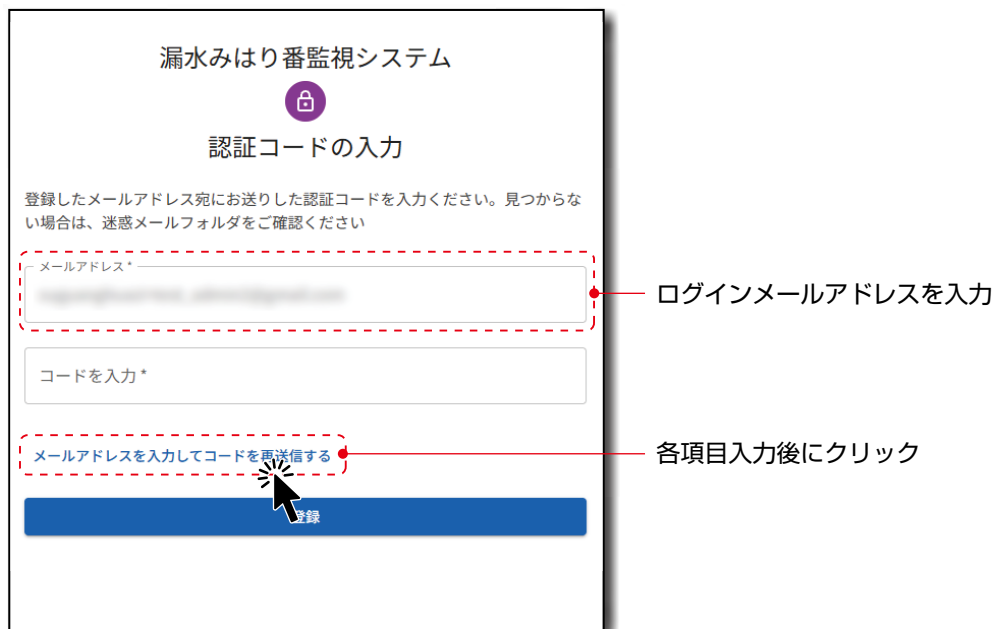 漏水みはり番監視システム
認証コードの入力
登録したメールアドレス宛にお送りした認証コードを入力ください。見つからな
い場合は、迷惑メールフォルダをご確認ください
メールアドレス *
ログインメールアドレスを入力
コードを入力 *
メールアドレスを入力してコードを再送信する
各項目入力後にクリック
登録